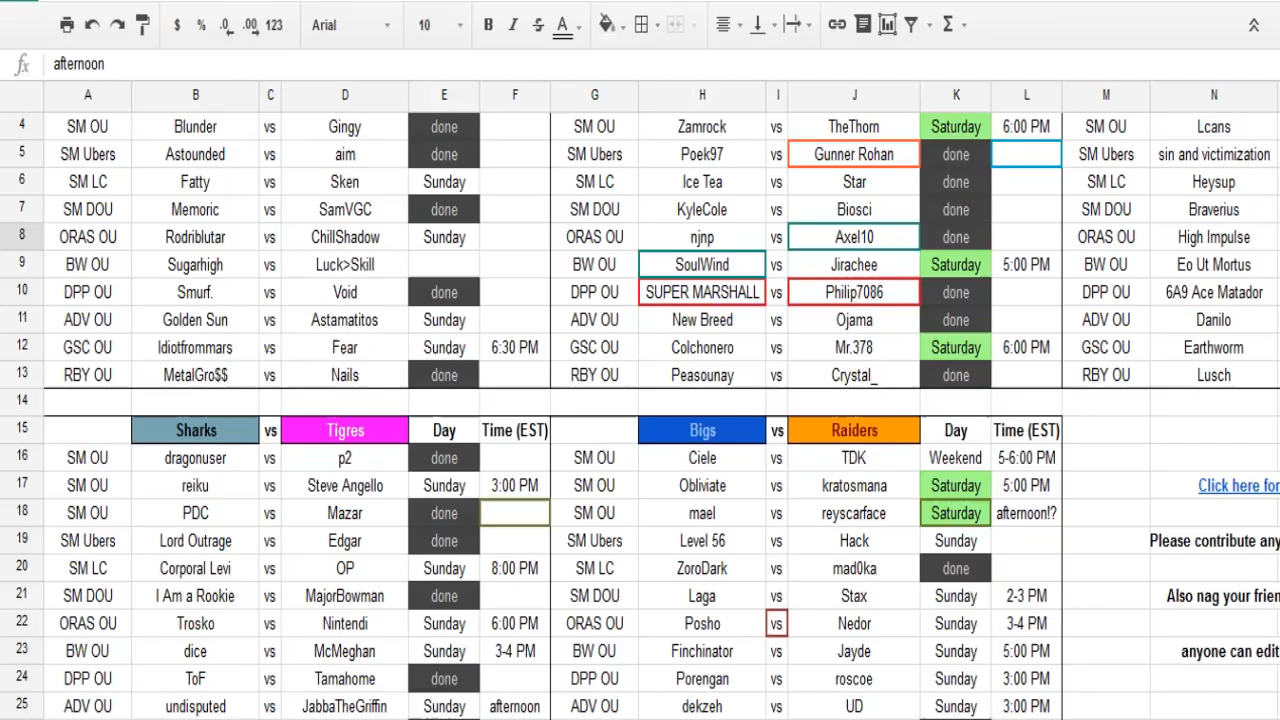 $ % .0 .00 123 Arial 10 B I S A Σ
fx afternoon
A B C D E F G H I J K L M N
4 SM OU Blunder vs Gingy done SM OU Zamrock vs TheThorn Saturday 6:00 PM SM OU Lcans
5 SM Ubers Astounded vs aim done SM Ubers Poek97 vs Gunner Rohan done SM Ubers sin and victimization
6 SM LC Fatty vs Sken Sunday SM LC Ice Tea vs Star done SM LC Heysup
7 SM DOU Memoric vs SamVGC done SM DOU KyleCole vs Biosci done SM DOU Braverius
8 ORAS OU Rodriblutar vs ChillShadow Sunday ORAS OU njnp vs Axel10 done ORAS OU High Impulse
9 BW OU Sugarhigh vs Luck>Skill BW OU SoulWind vs Jirachee Saturday 5:00 PM BW OU Eo Ut Mortus
10 DPP OU Smurf. vs Void done DPP OU SUPER MARSHALL vs Philip7086 done DPP OU 6A9 Ace Matador
11 ADV OU Golden Sun vs Astamatitos Sunday ADV OU New Breed vs Ojama done ADV OU Danilo
12 GSC OU Idiotfrommars vs Fear Sunday 6:30 PM GSC OU Colchonero vs Mr.378 Saturday 6:00 PM GSC OU Earthworm
13 RBY OU MetalGro$$ vs Nails done RBY OU Peasounay vs Crystal_ done RBY OU Lusch
14
15 Sharks vs Tigres Day Time (EST) Bigs vs Raiders Day Time (EST)
16 SM OU dragonuser vs p2 done SM OU Ciele vs TDK Weekend 5-6:00 PM
17 SM OU reiku vs Steve Angello Sunday 3:00 PM SM OU Obliviate vs kratosmana Saturday 5:00 PM Click here for
18 SM OU PDC vs Mazar done SM OU mael vs reyscarface Saturday afternoon!?
19 SM Ubers Lord Outrage vs Edgar done SM Ubers Level 56 vs Hack Sunday Please contribute any
20 SM LC Corporal Levi vs OP Sunday 8:00 PM SM LC ZoroDark vs mad0ka done
21 SM DOU I Am a Rookie vs MajorBowman done SM DOU Laga vs Stax Sunday 2-3 PM Also nag your frien
22 ORAS OU Trosko vs Nintendi Sunday 6:00 PM ORAS OU Posho vs Nedor Sunday 3-4 PM
23 BW OU dice vs McMeghan Sunday 3-4 PM BW OU Finchinator vs Jayde Sunday 5:00 PM anyone can edit
24 DPP OU ToF vs Tamahome done DPP OU Porengan vs roscoe Sunday 3:00 PM
25 ADV OU undisputed vs JabbaTheGriffin Sunday afternoon ADV OU dekzeh vs UD Sunday 3:00 PM